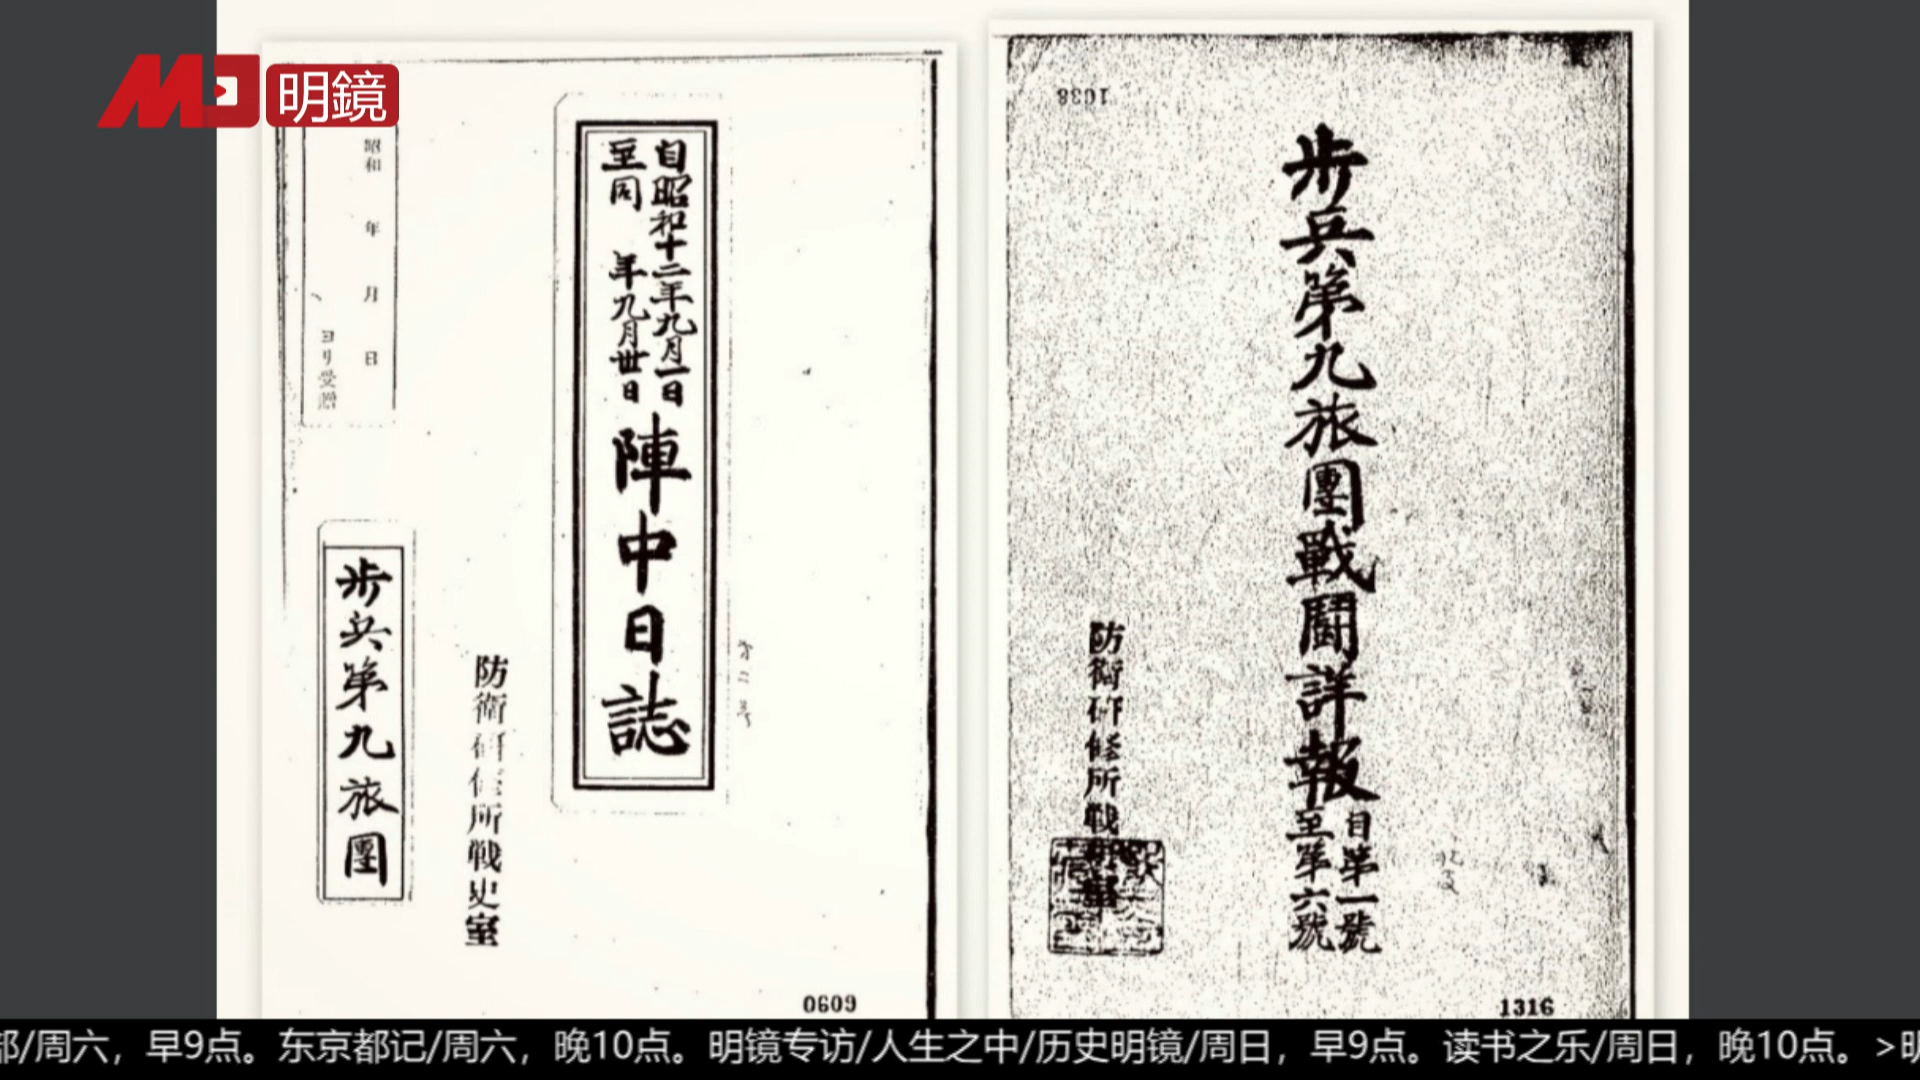 明鏡
昭和 年 月 日
ヨリ受贈
自昭和十二年九月一日
至同 年九月卅日
陣中日誌
防衛研修所戦史室
步兵第九旅團
0609
1038
步兵第九旅團戰鬪詳報
自第一號
至第六號
防衛研修所戦
1316
部/周六，早9点。东京都记/周六，晚10点。明镜专访/人生之中/历史明镜/周日，早9点。读书之乐/周日，晚10点。>明